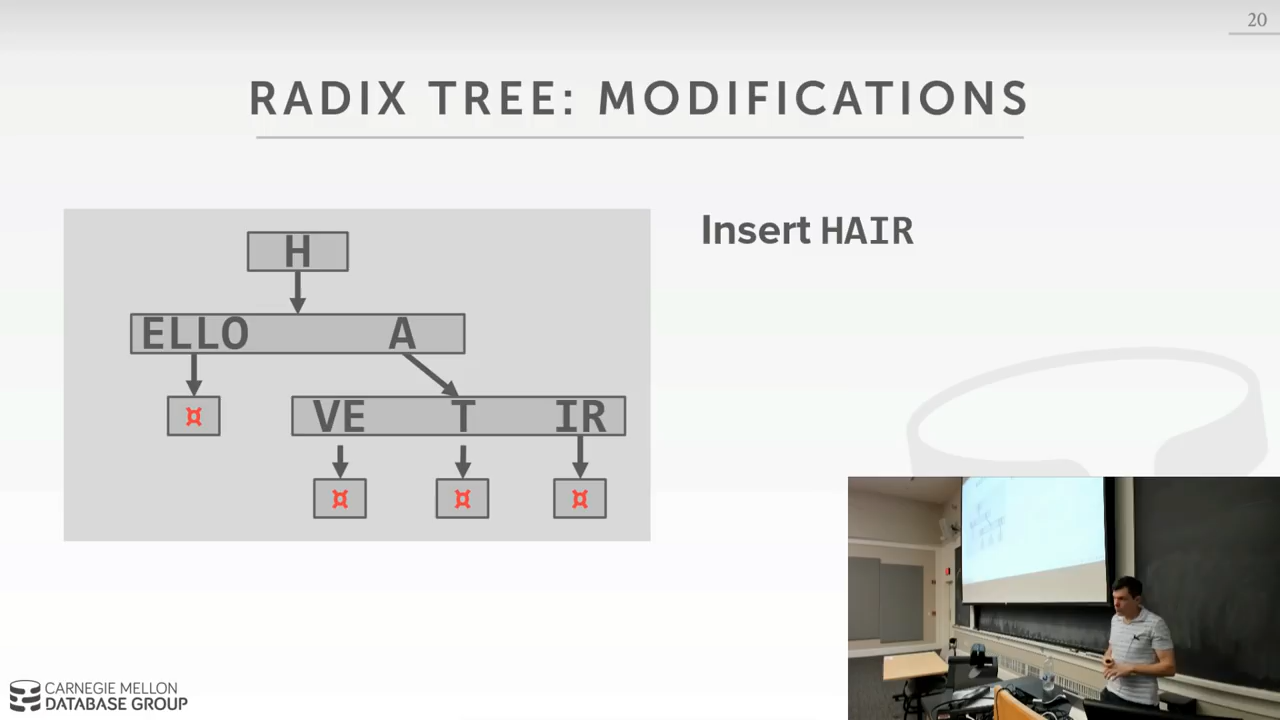 20
RADIX TREE: MODIFICATIONS
Insert HAIR
H
ELLO A
¤ VE T IR
¤ ¤ ¤
CARNEGIE MELLON
DATABASE GROUP